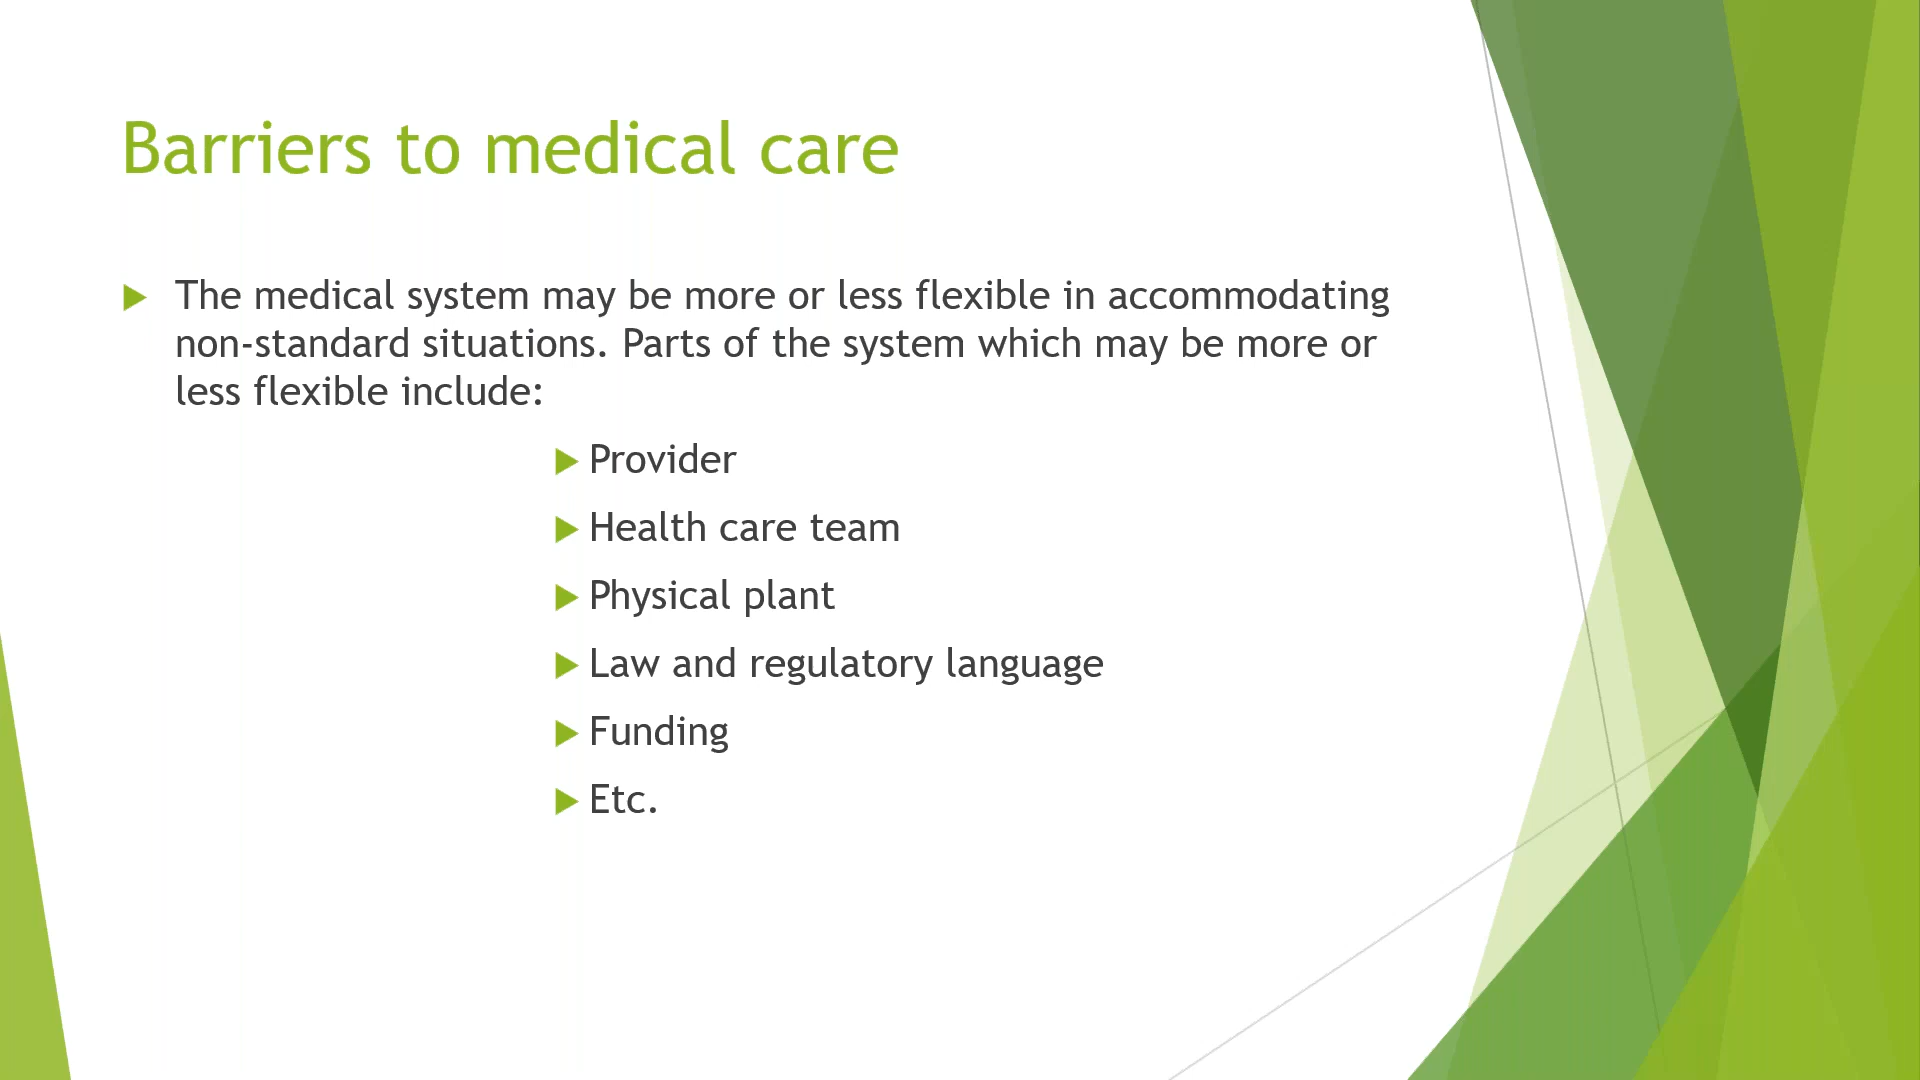 Barriers to medical care
The medical system may be more or less flexible in accommodating
non-standard situations. Parts of the system which may be more or
less flexible include:
Provider
Health care team
Physical plant
Law and regulatory language
Funding
Etc.